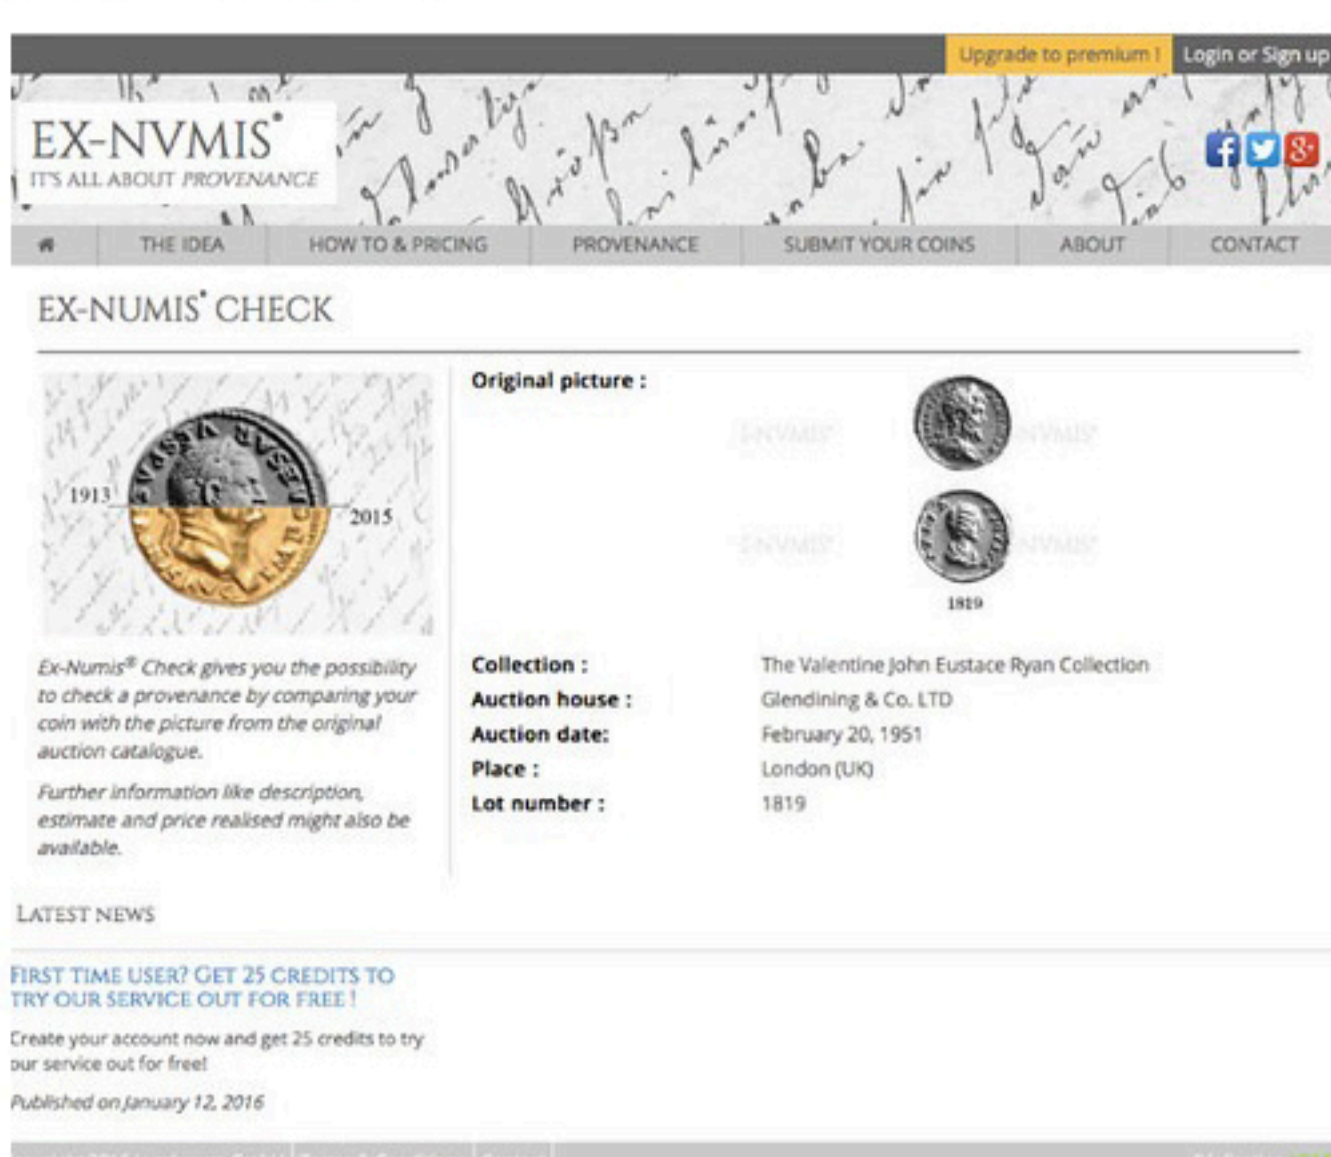 Upgrade to premium !
Login or Sign up
EX-NVMIS®
IT'S ALL ABOUT PROVENANCE
THE IDEA
HOW TO & PRICING
PROVENANCE
SUBMIT YOUR COINS
ABOUT
CONTACT
EX-NUMIS® CHECK
1913
2015
Ex-Numis® Check gives you the possibility
to check a provenance by comparing your
coin with the picture from the original
auction catalogue.
Further information like description,
estimate and price realised might also be
available.
Original picture :
1819
Collection : The Valentine John Eustace Ryan Collection
Auction house : Glendining & Co. LTD
Auction date: February 20, 1951
Place : London (UK)
Lot number : 1819
LATEST NEWS
FIRST TIME USER? GET 25 CREDITS TO
TRY OUR SERVICE OUT FOR FREE !
Create your account now and get 25 credits to try
our service out for free!
Published on January 12, 2016